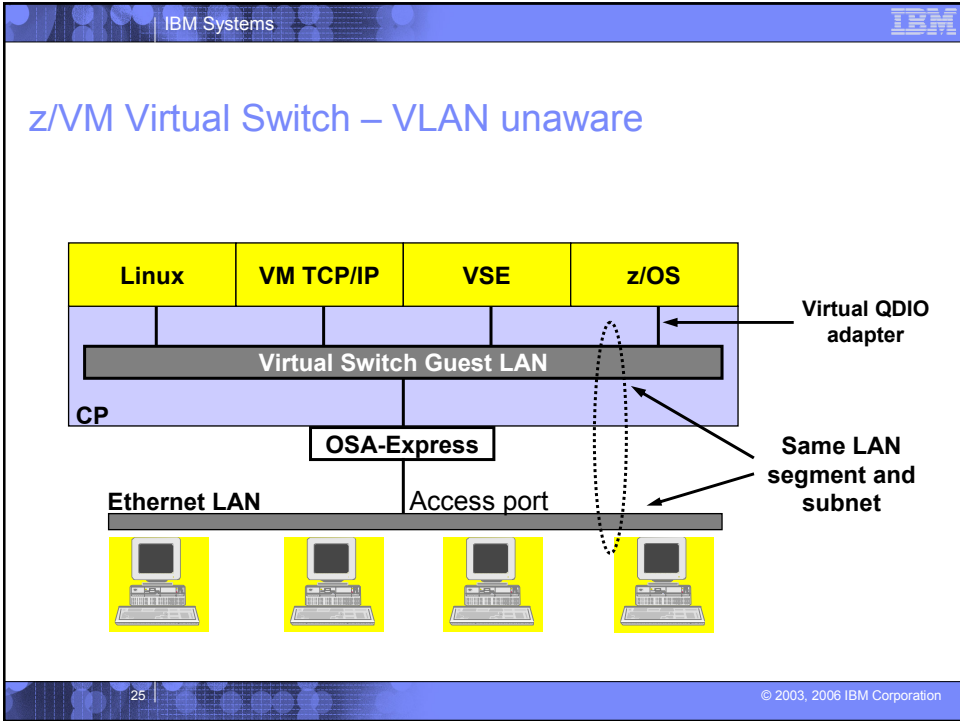 IBM Systems
IBM
z/VM Virtual Switch – VLAN unaware
Linux
VM TCP/IP
VSE
z/OS
Virtual QDIO
adapter
Virtual Switch Guest LAN
CP
OSA-Express
Same LAN
segment and
subnet
Ethernet LAN
Access port
25
© 2003, 2006 IBM Corporation